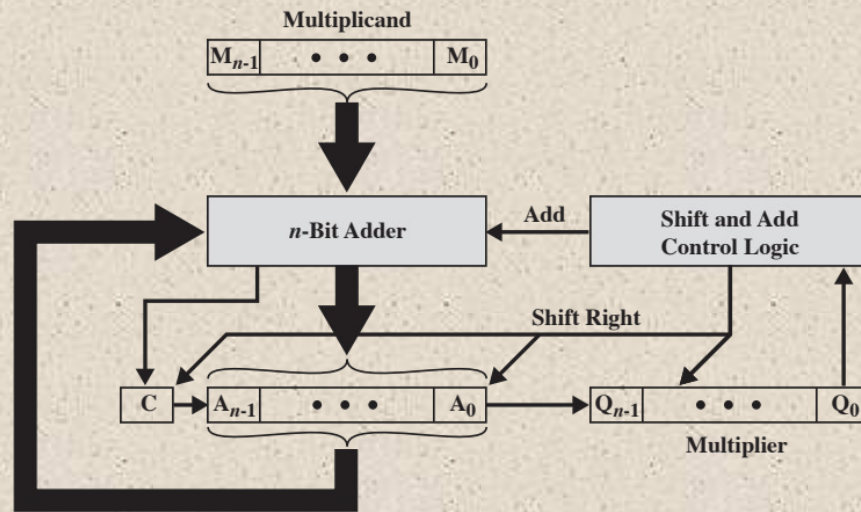 Multiplicand
Mn-1 • • • M0
n-Bit Adder
Add
Shift and Add
Control Logic
Shift Right
C
An-1 • • • A0
Qn-1 • • • Q0
Multiplier